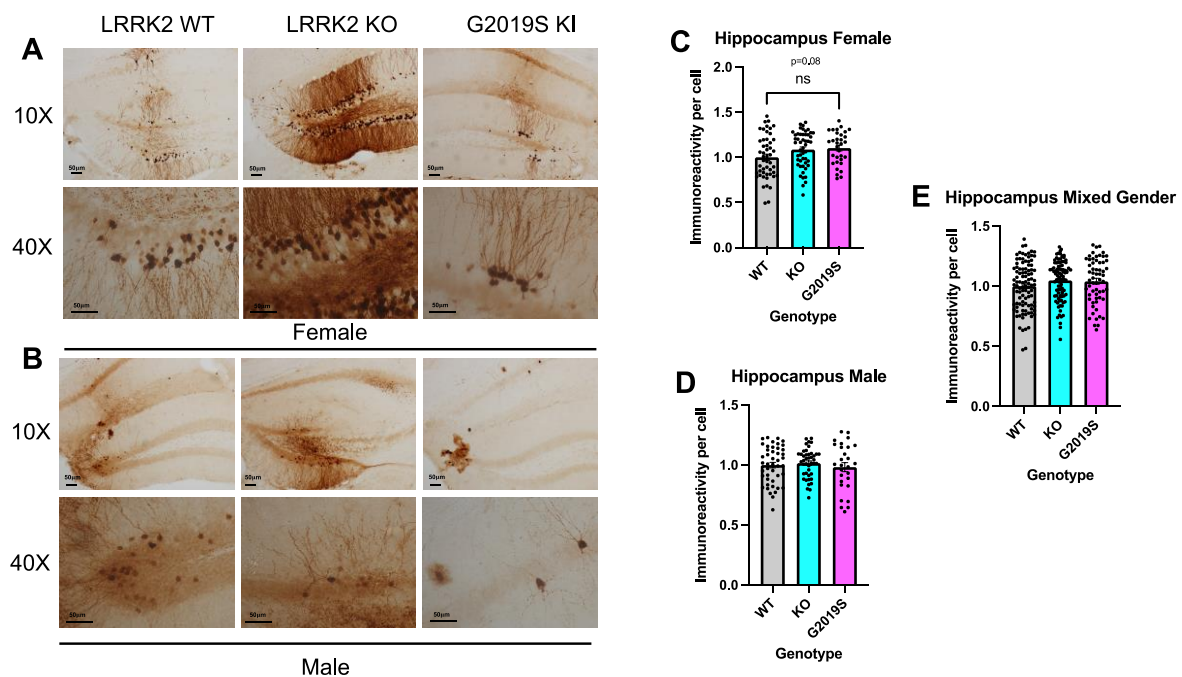 LRRK2 WT LRRK2 KO G2019S KI
A
10X
50µm 50µm 50µm
40X
50µm 50µm 50µm
Female
B
10X
50µm 50µm 50µm
40X
50µm 50µm 50µm
Male
C Hippocampus Female
p=0.08
ns
2.0
1.5
1.0
0.5
0.0
Immunoreactivity per cell
WT KO G2019S
Genotype
D Hippocampus Male
1.5
1.0
0.5
0.0
Immunoreactivity per cell
WT KO G2019S
Genotype
E Hippocampus Mixed Gender
1.5
1.0
0.5
0.0
Immunoreactivity per cell
WT KO G2019S
Genotype